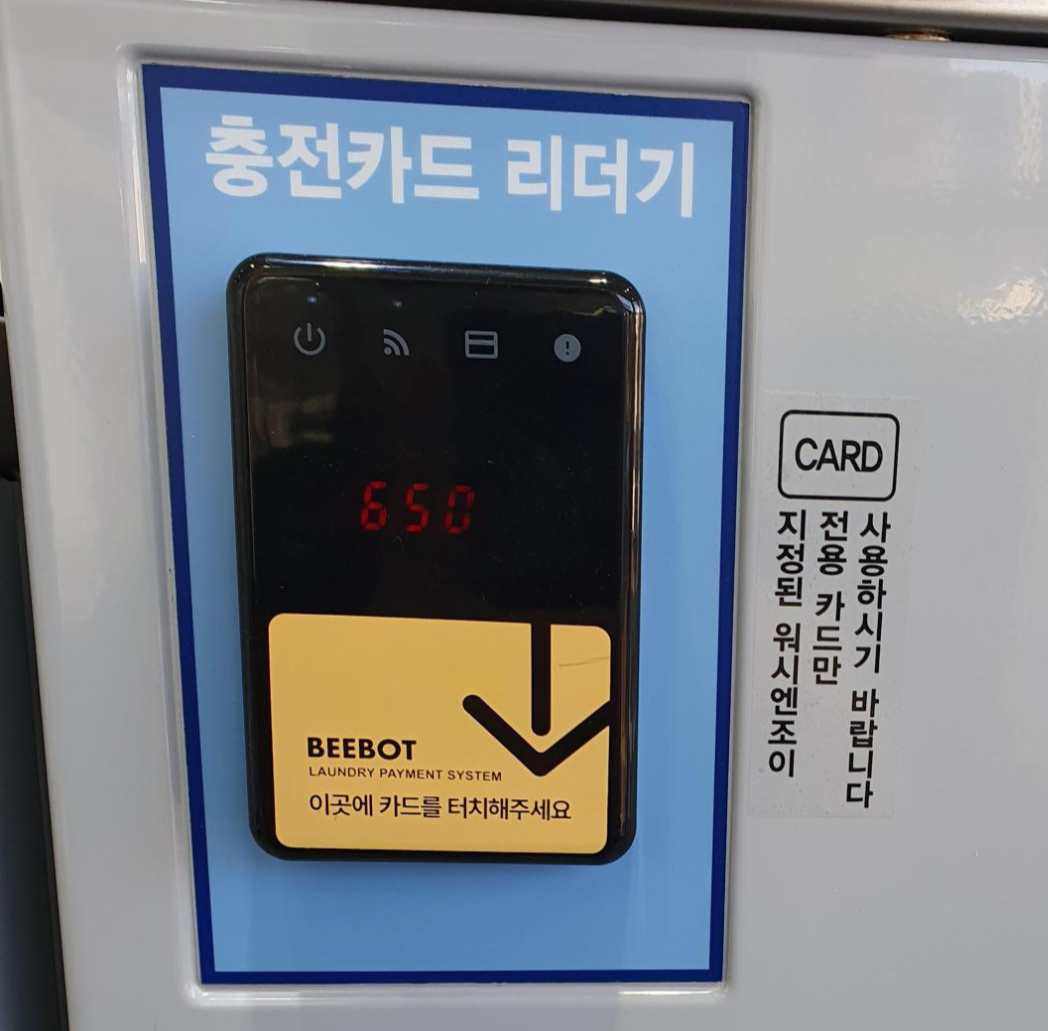 충전카드 리더기
650
BEEBOT
LAUNDRY PAYMENT SYSTEM
이곳에 카드를 터치해주세요
CARD
지정된 워시엔조이
전용 카드만
사용하시기 바랍니다